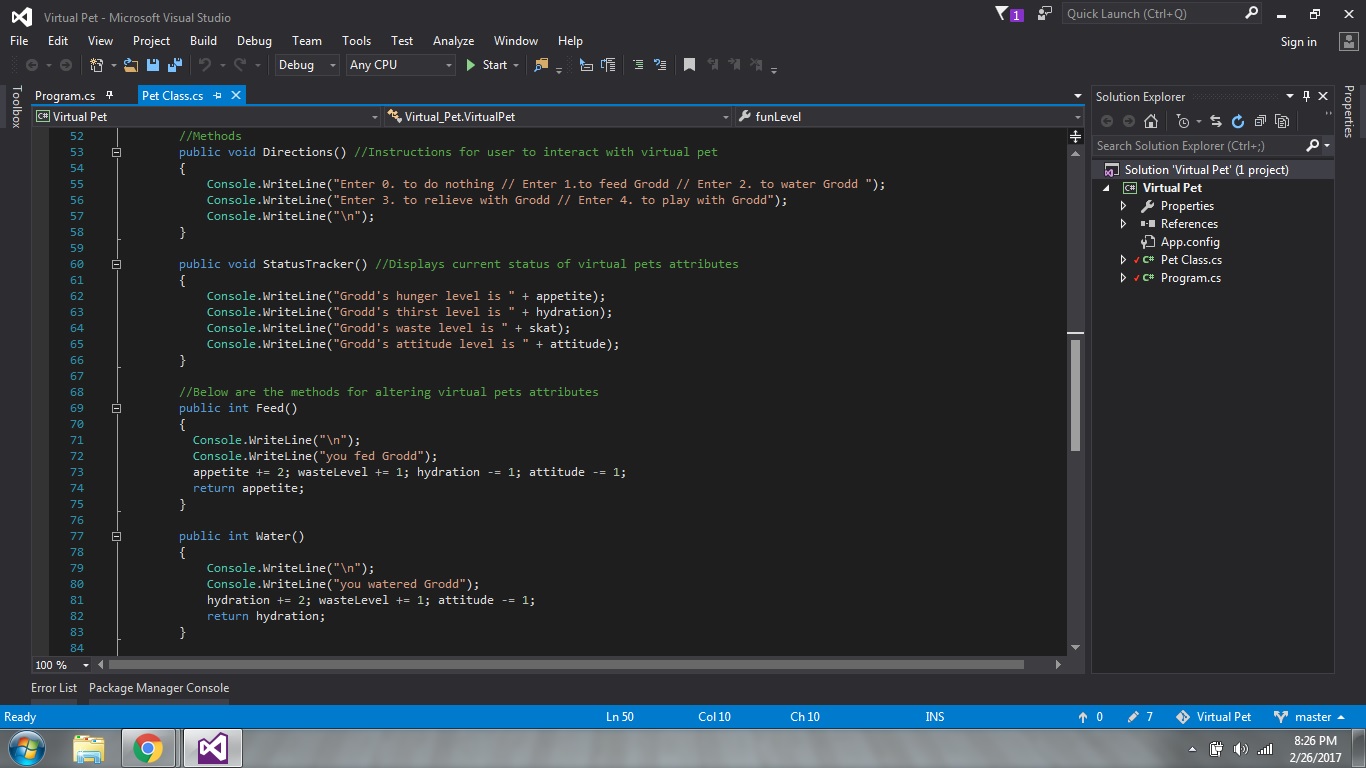 Virtual Pet - Microsoft Visual Studio
1
Quick Launch (Ctrl+Q)
File Edit View Project Build Debug Team Tools Test Analyze Window Help
Sign in
Debug Any CPU Start
Toolbox
Program.cs Pet Class.cs
Virtual Pet Virtual_Pet.VirtualPet funLevel
52 //Methods
53 public void Directions() //Instructions for user to interact with virtual pet
54 {
55 Console.WriteLine("Enter 0. to do nothing // Enter 1.to feed Grodd // Enter 2. to water Grodd ");
56 Console.WriteLine("Enter 3. to relieve with Grodd // Enter 4. to play with Grodd");
57 Console.WriteLine("\n");
58 }
59
60 public void StatusTracker() //Displays current status of virtual pets attributes
61 {
62 Console.WriteLine("Grodd's hunger level is " + appetite);
63 Console.WriteLine("Grodd's thirst level is " + hydration);
64 Console.WriteLine("Grodd's waste level is " + skat);
65 Console.WriteLine("Grodd's attitude level is " + attitude);
66 }
67
68 //Below are the methods for altering virtual pets attributes
69 public int Feed()
70 {
71 Console.WriteLine("\n");
72 Console.WriteLine("you fed Grodd");
73 appetite += 2; wasteLevel += 1; hydration -= 1; attitude -= 1;
74 return appetite;
75 }
76
77 public int Water()
78 {
79 Console.WriteLine("\n");
80 Console.WriteLine("you watered Grodd");
81 hydration += 2; wasteLevel += 1; attitude -= 1;
82 return hydration;
83 }
84
100 %
Solution Explorer
Search Solution Explorer (Ctrl+;)
Solution 'Virtual Pet' (1 project)
C# Virtual Pet
Properties
References
App.config
C# Pet Class.cs
C# Program.cs
Properties
Error List Package Manager Console
Ready Ln 50 Col 10 Ch 10 INS 0 7 Virtual Pet master
8:26 PM
2/26/2017